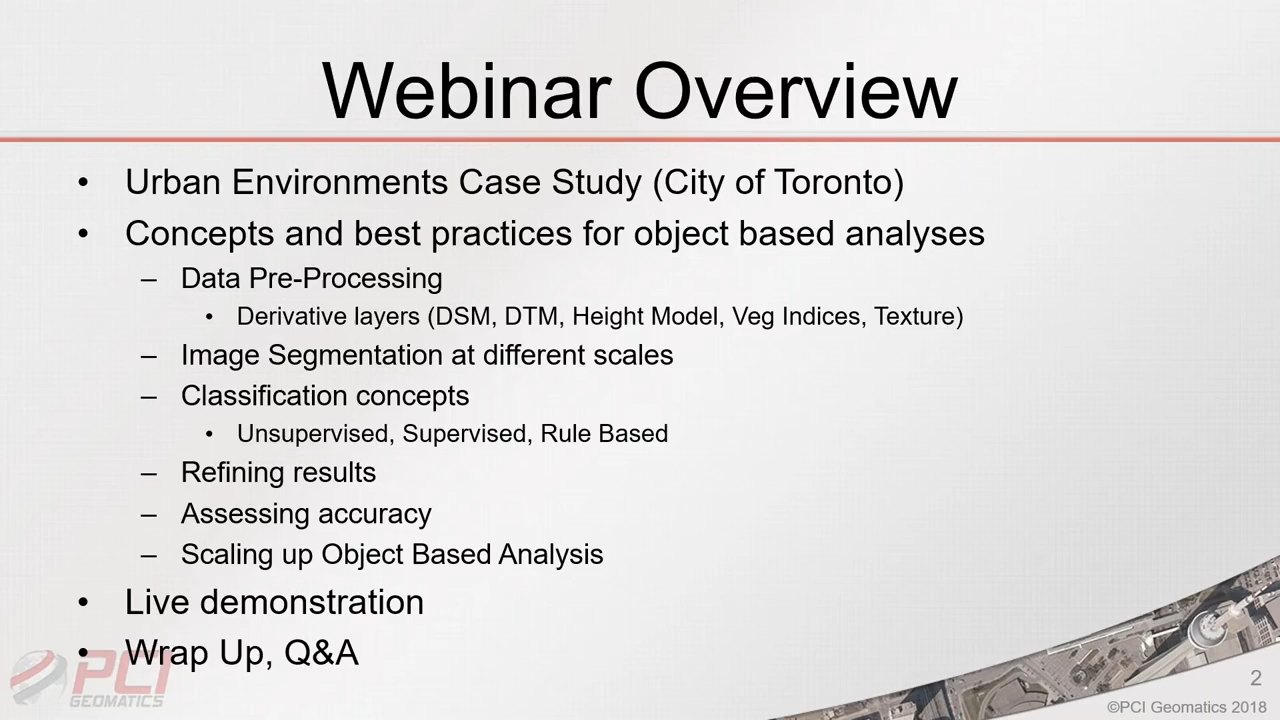 Webinar Overview
• Urban Environments Case Study (City of Toronto)
• Concepts and best practices for object based analyses
– Data Pre-Processing
• Derivative layers (DSM, DTM, Height Model, Veg Indices, Texture)
– Image Segmentation at different scales
– Classification concepts
• Unsupervised, Supervised, Rule Based
– Refining results
– Assessing accuracy
– Scaling up Object Based Analysis
• Live demonstration
• Wrap Up, Q&A
PCI
GEOMATICS
2
©PCI Geomatics 2018